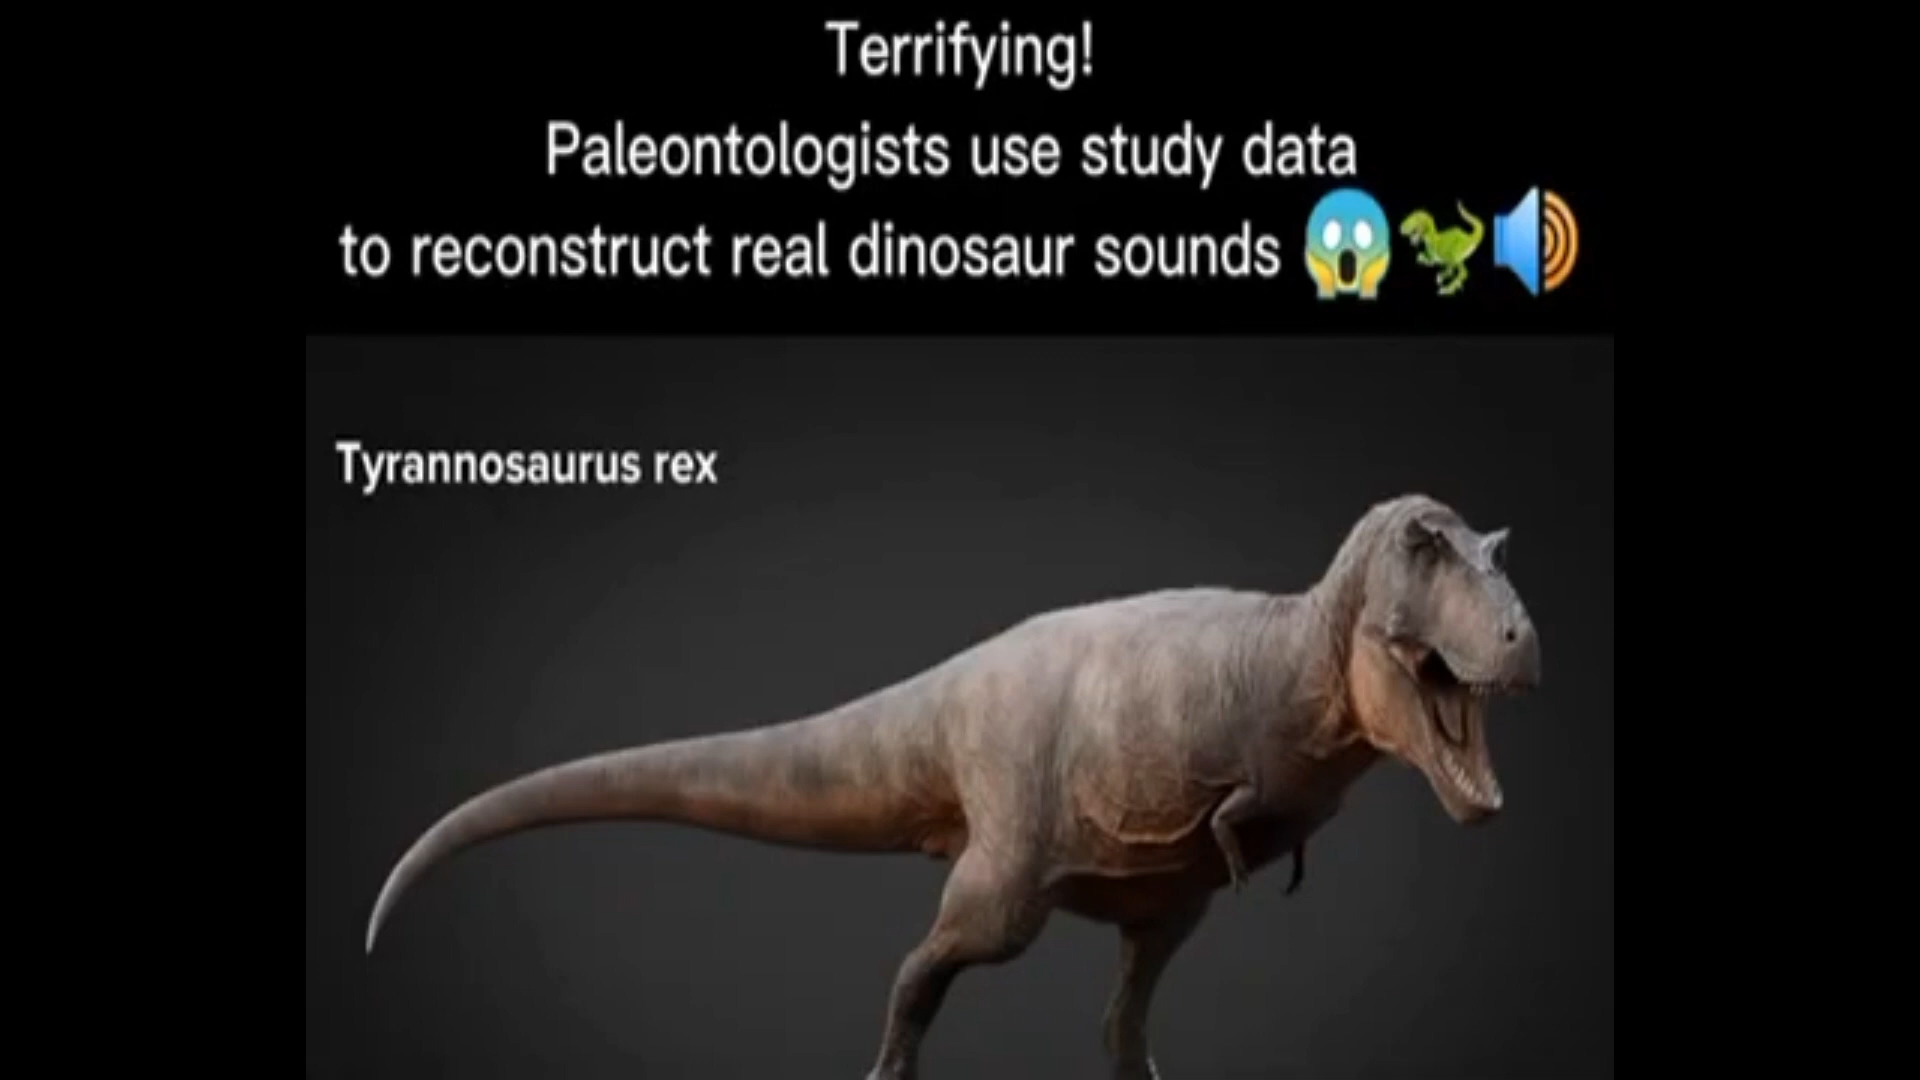 Terrifying!
Paleontologists use study data
to reconstruct real dinosaur sounds 😱🦖🔊
Tyrannosaurus rex